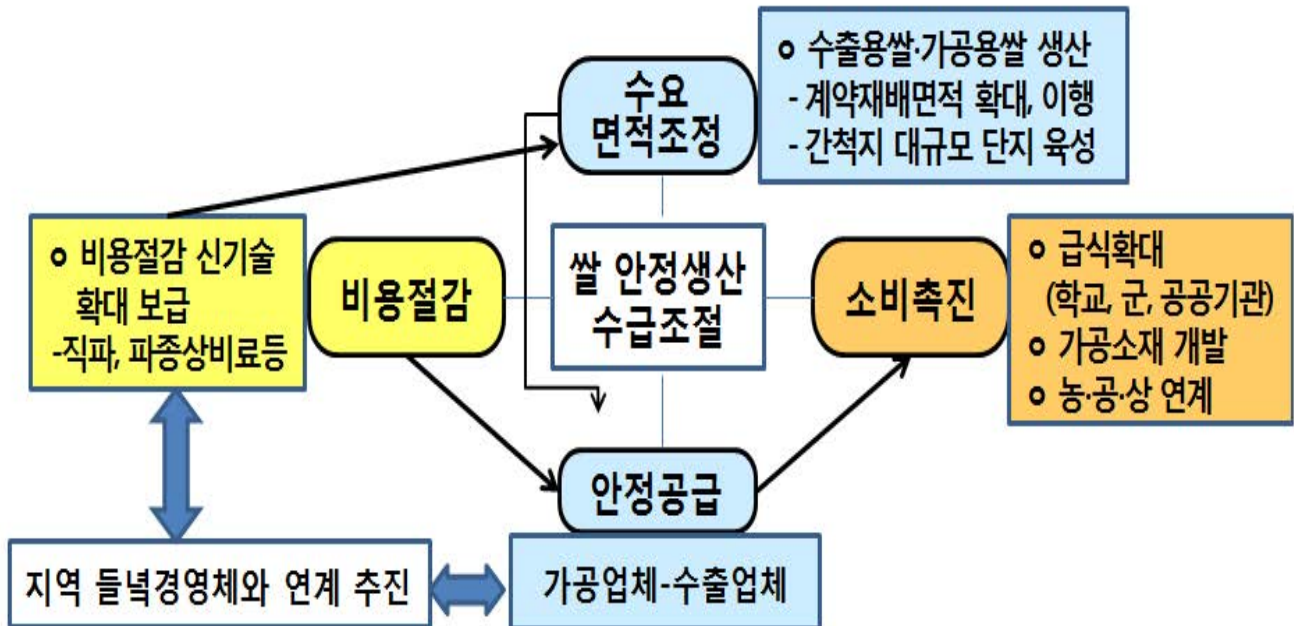 수요
면적조정
o 수출용쌀·가공용쌀 생산
- 계약재배면적 확대, 이행
- 간척지 대규모 단지 육성
o 비용절감 신기술
확대 보급
-직파, 파종상비료등
비용절감
쌀 안정생산
수급조절
소비촉진
o 급식확대
(학교, 군, 공공기관)
o 가공소재 개발
o 농·공·상 연계
안정공급
지역 들녘경영체와 연계 추진
가공업체-수출업체